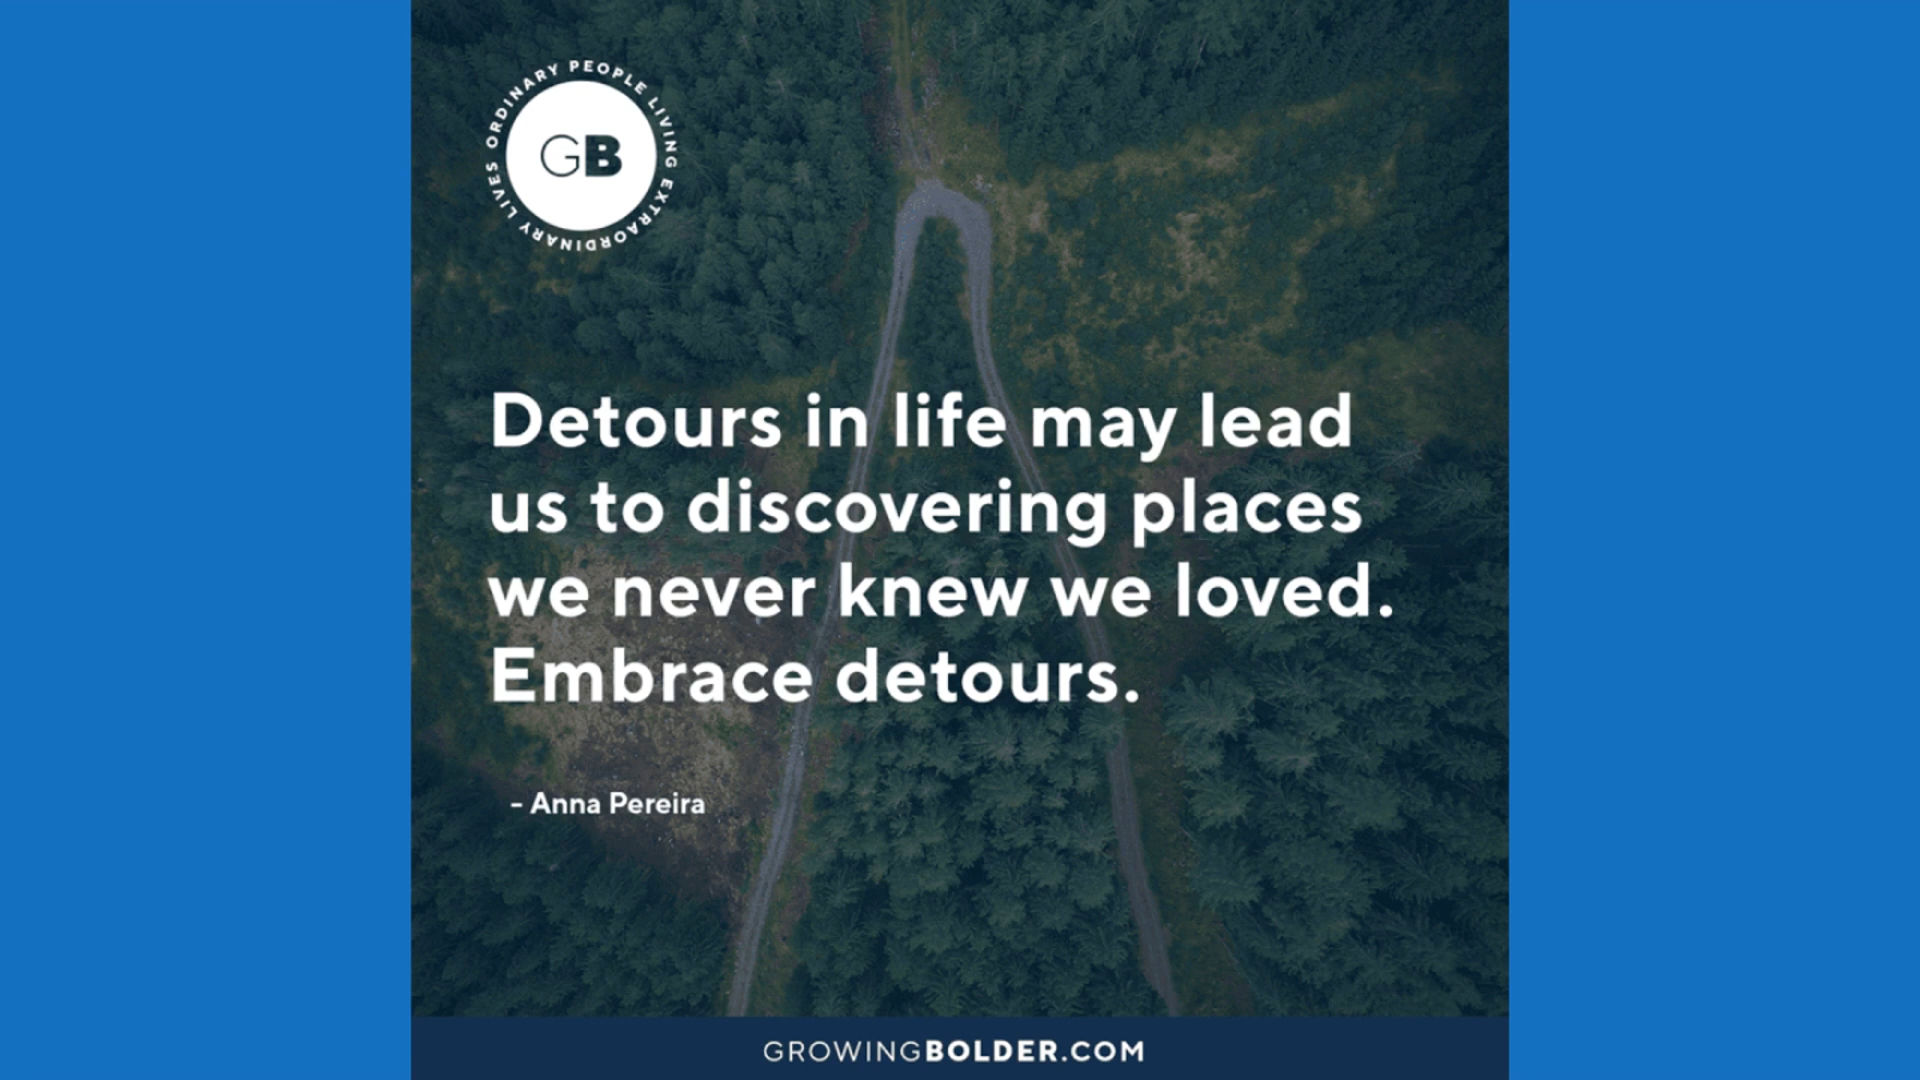 ORDINARY PEOPLE LIVING EXTRAORDINARY LIVES
GB
Detours in life may lead
us to discovering places
we never knew we loved.
Embrace detours.
- Anna Pereira
GROWINGBOLDER.COM